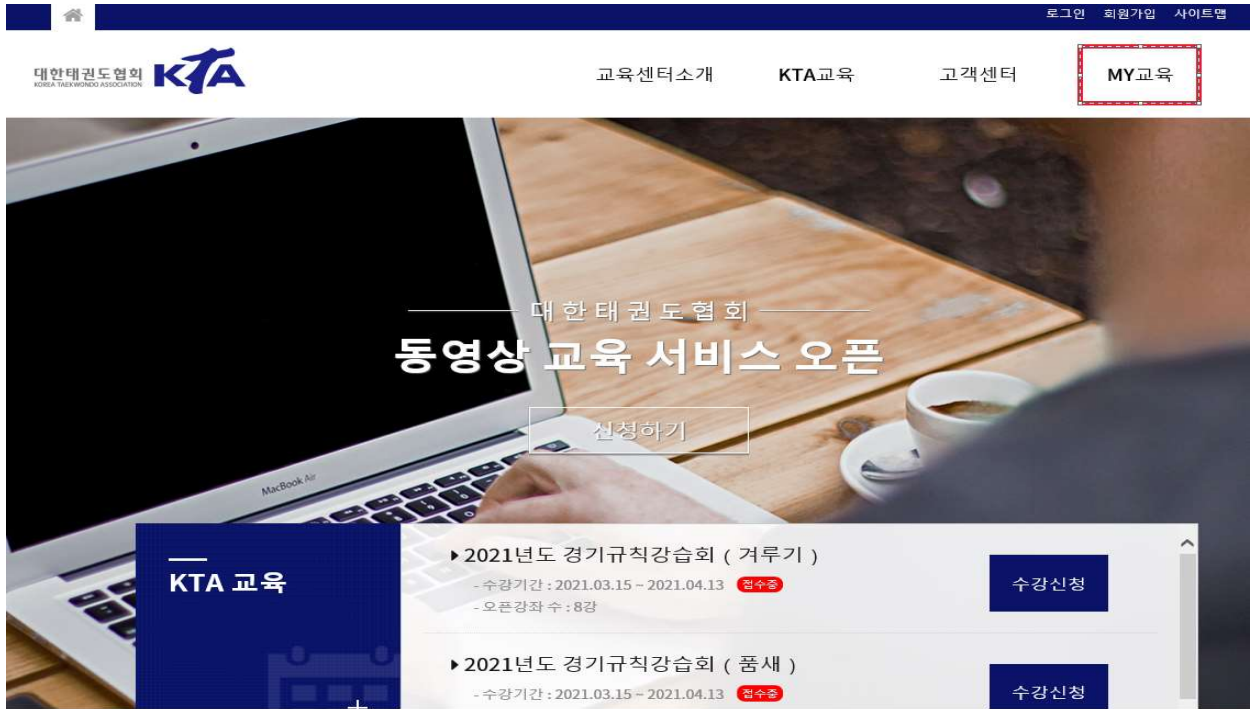 로그인 회원가입 사이트맵
대한태권도협회 KTA
KOREA TAEKWONDO ASSOCIATION
교육센터소개 KTA교육 고객센터 MY교육
대한태권도협회
동영상 교육 서비스 오픈
신청하기
MacBook Air
KTA 교육
2021년도 경기규칙강습회 ( 겨루기 )
- 수강기간 : 2021.03.15 – 2021.04.13 접수중
- 오픈강좌 수 : 8강
수강신청
2021년도 경기규칙강습회 ( 품새 )
- 수강기간 : 2021.03.15 – 2021.04.13 접수중
수강신청